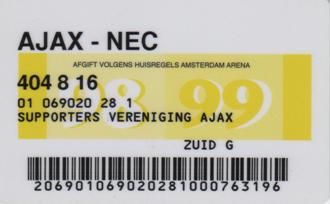 AJAX - NEC
AFGIFT VOLGENS HUISREGELS AMSTERDAM ARENA
404 8 16
98 99
01 069020 28 1
SUPPORTERS VERENIGING AJAX
ZUID G
206901069020281000763196